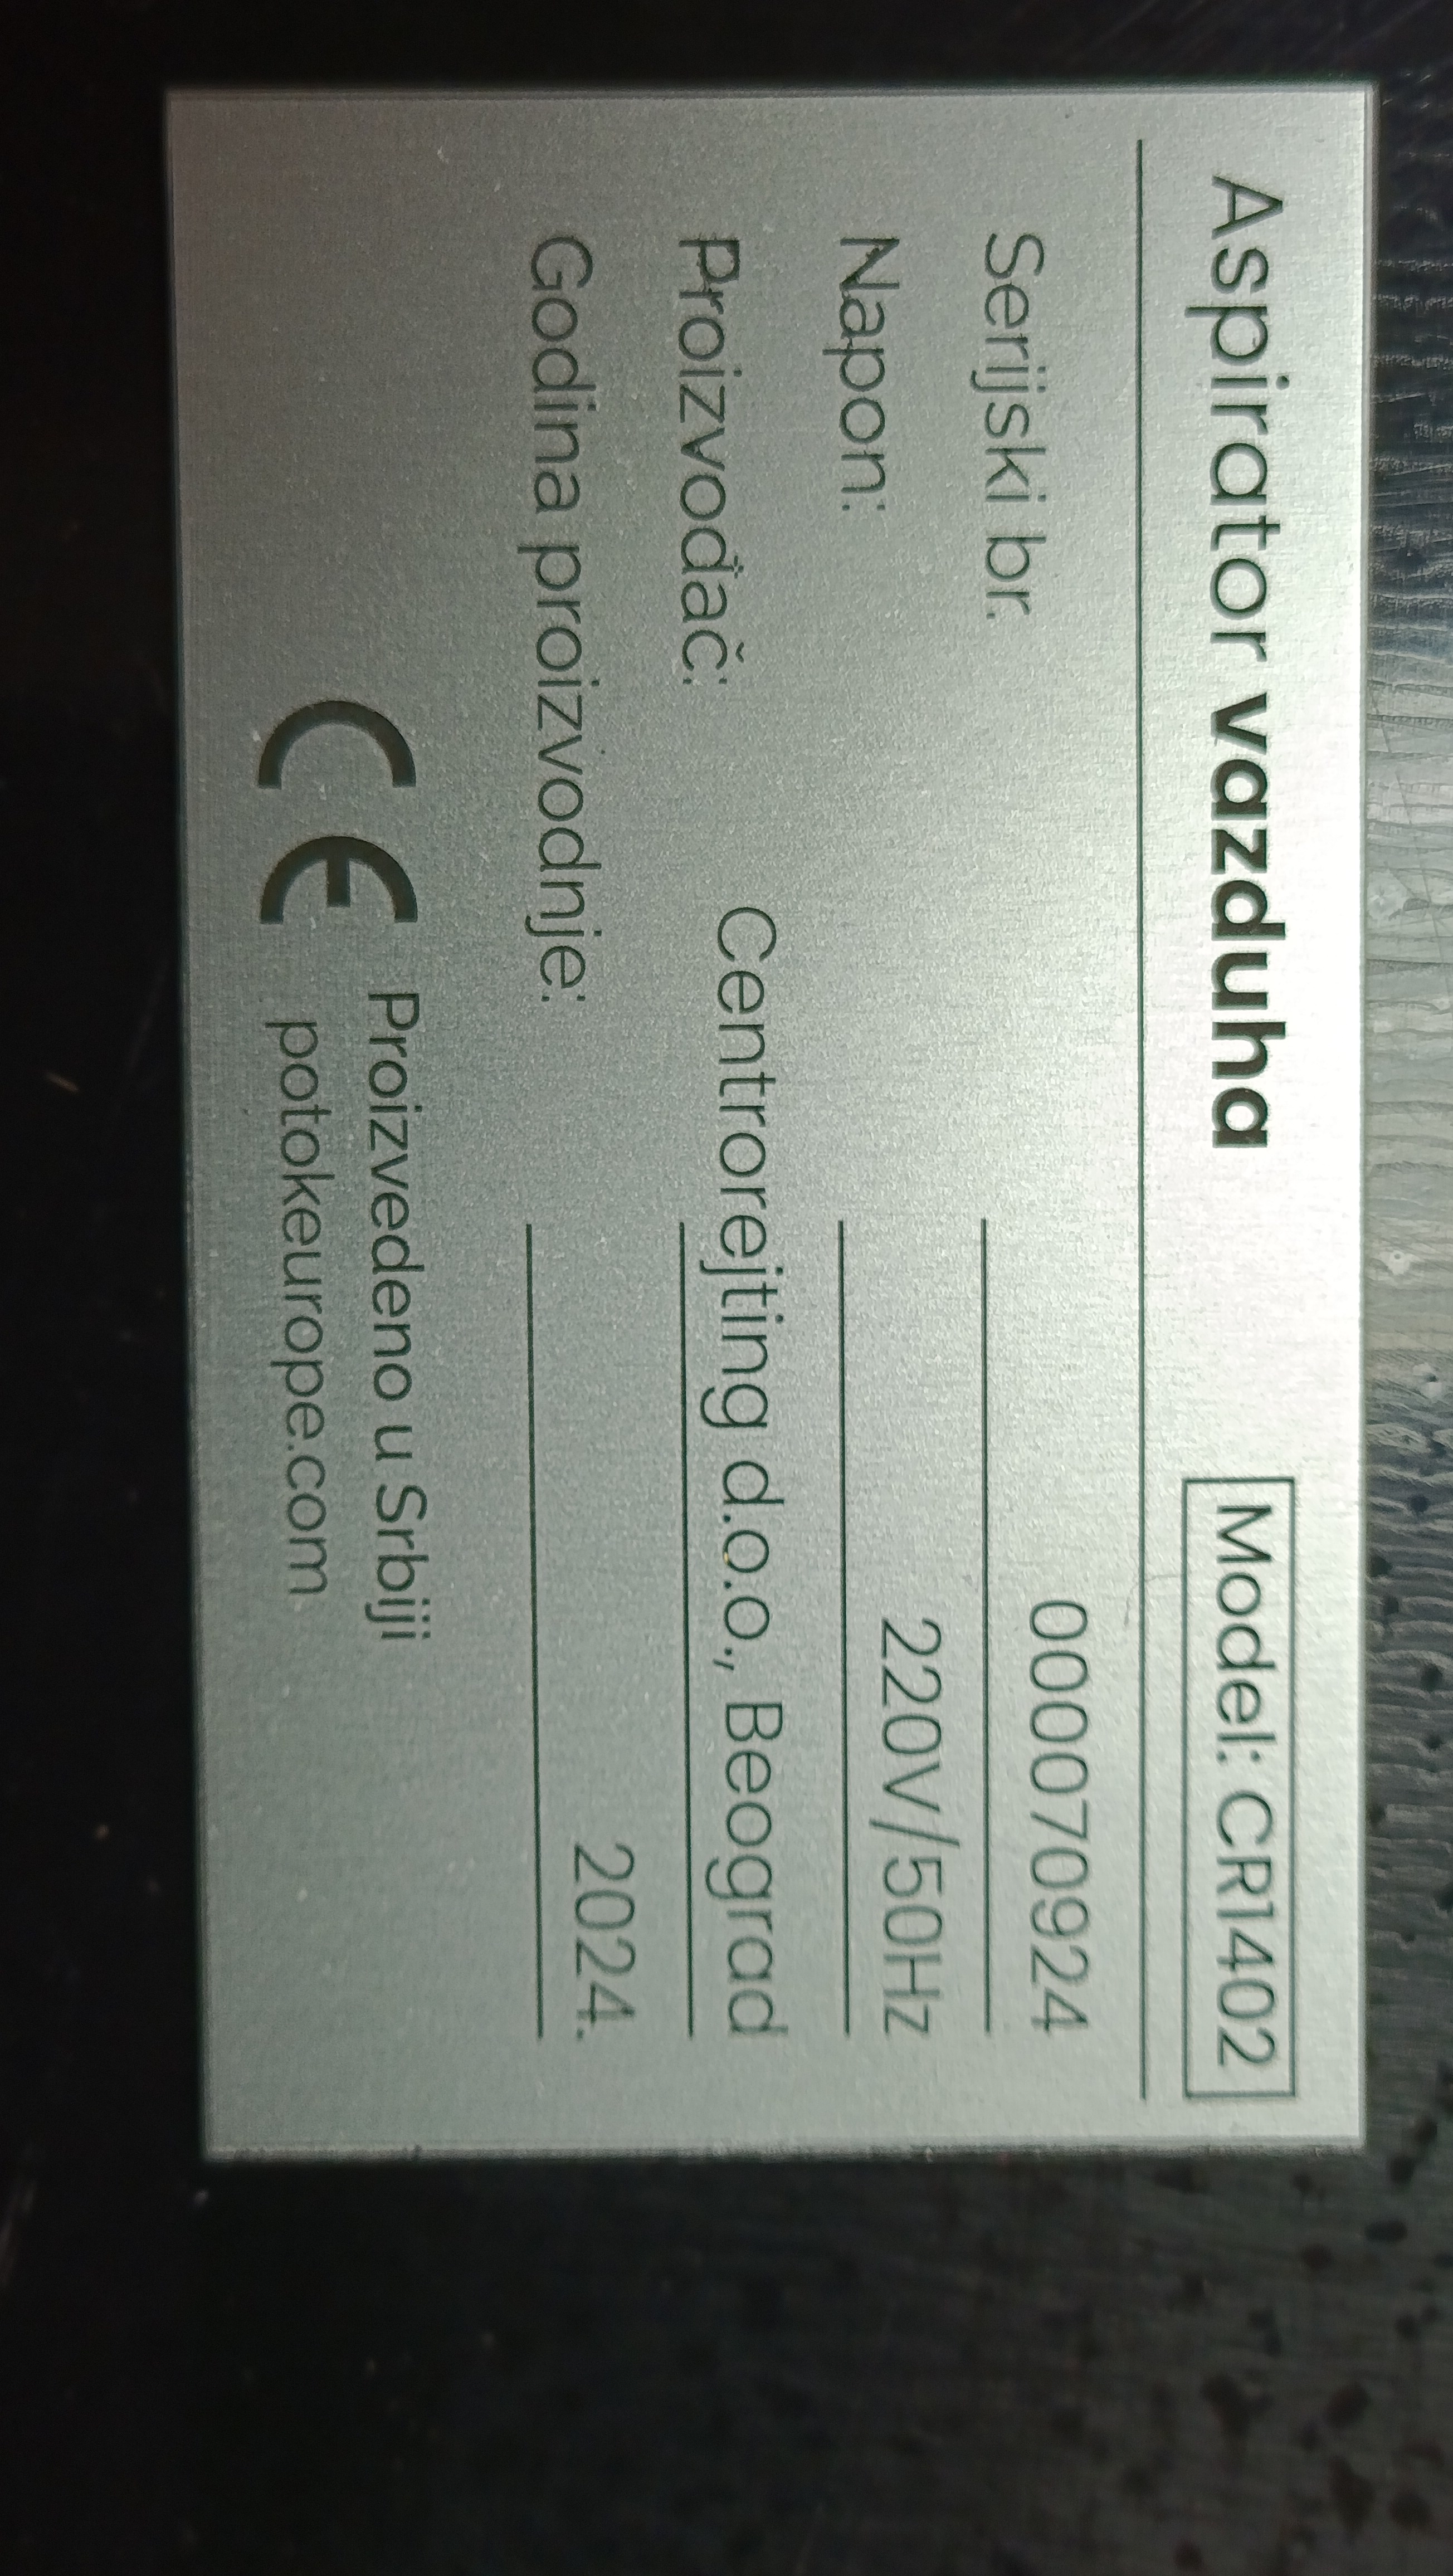 Aspirator vazduha
Model: CR1402
Serijski br. 000070924
Napon: 220V/50Hz
Proizvođač: Centrorejting d.o.o., Beograd
Godina proizvodnje: 2024.
CE
Proizvedeno u Srbiji
potokeurope.com